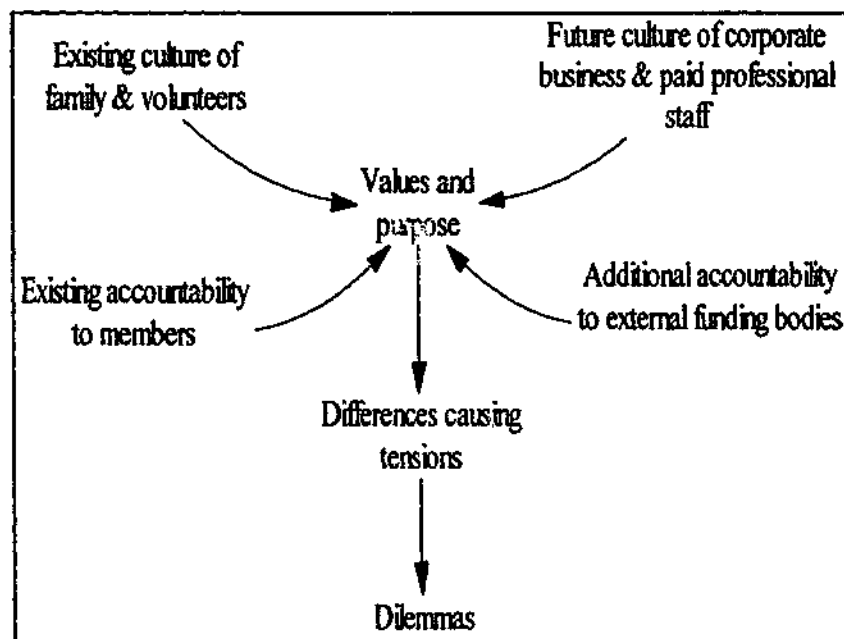 Existing culture of
family & volunteers
Future culture of corporate
business & paid professional
staff
Values and
purpose
Existing accountability
to members
Additional accountability
to external funding bodies
Differences causing
tensions
Dilemmas